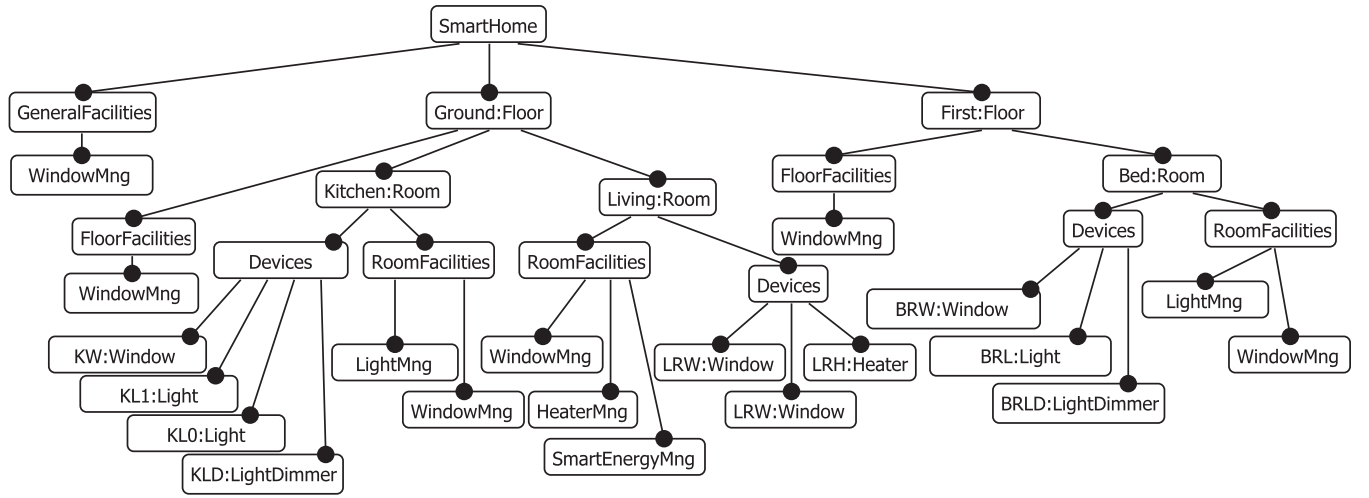 SmartHome
GeneralFacilities
Ground:Floor
First:Floor
WindowMng
Kitchen:Room
Living:Room
FloorFacilities
Bed:Room
FloorFacilities
WindowMng
Devices
RoomFacilities
RoomFacilities
Devices
Devices
RoomFacilities
WindowMng
BRW:Window
LightMng
KW:Window
LightMng
WindowMng
LRW:Window
LRH:Heater
BRL:Light
WindowMng
KL1:Light
WindowMng
HeaterMng
LRW:Window
BRLD:LightDimmer
KL0:Light
SmartEnergyMng
KLD:LightDimmer